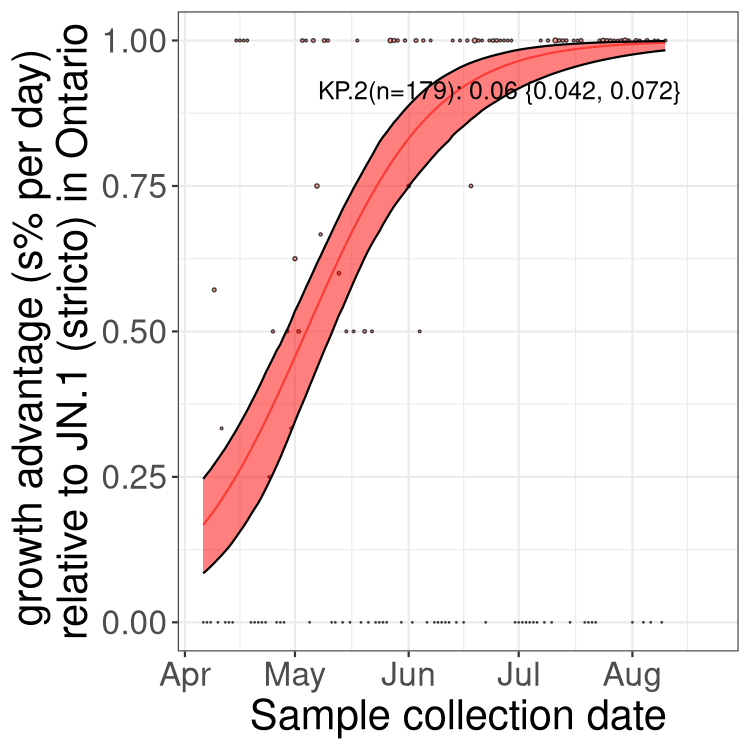 growth advantage (s% per day)
relative to JN.1 (stricto) in Ontario
1.00
0.75
0.50
0.25
0.00
KP.2(n=179): 0.06 {0.042, 0.072}
Apr May Jun Jul Aug
Sample collection date